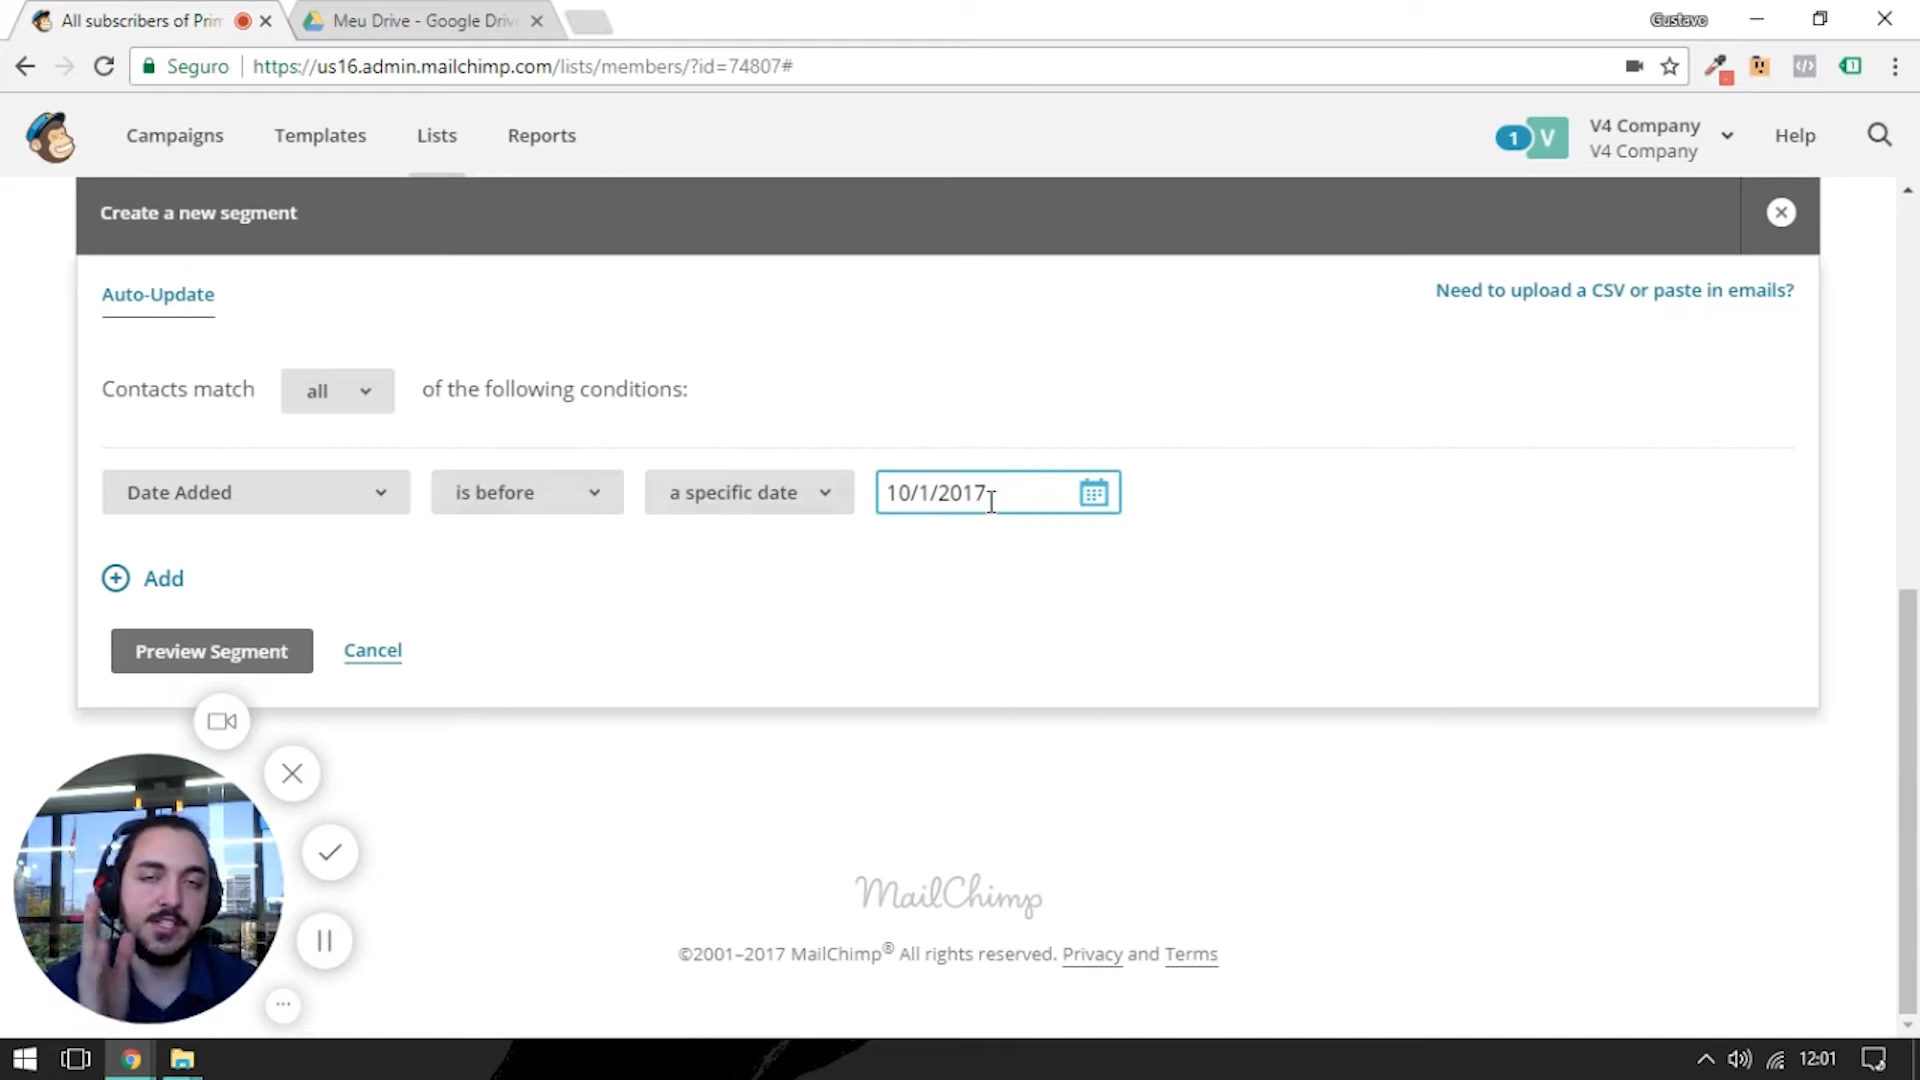 All subscribers of Prin
Meu Drive - Google Drive
Gustavo
Seguro
https://us16.admin.mailchimp.com/lists/members/?id=74807#
1
Campaigns
Templates
Lists
Reports
1
V
V4 Company
V4 Company
Help
Create a new segment
Auto-Update
Need to upload a CSV or paste in emails?
Contacts match
all
of the following conditions:
Date Added
is before
a specific date
10/1/2017
Add
Preview Segment
Cancel
MailChimp
©2001–2017 MailChimp® All rights reserved. Privacy and Terms
12:01